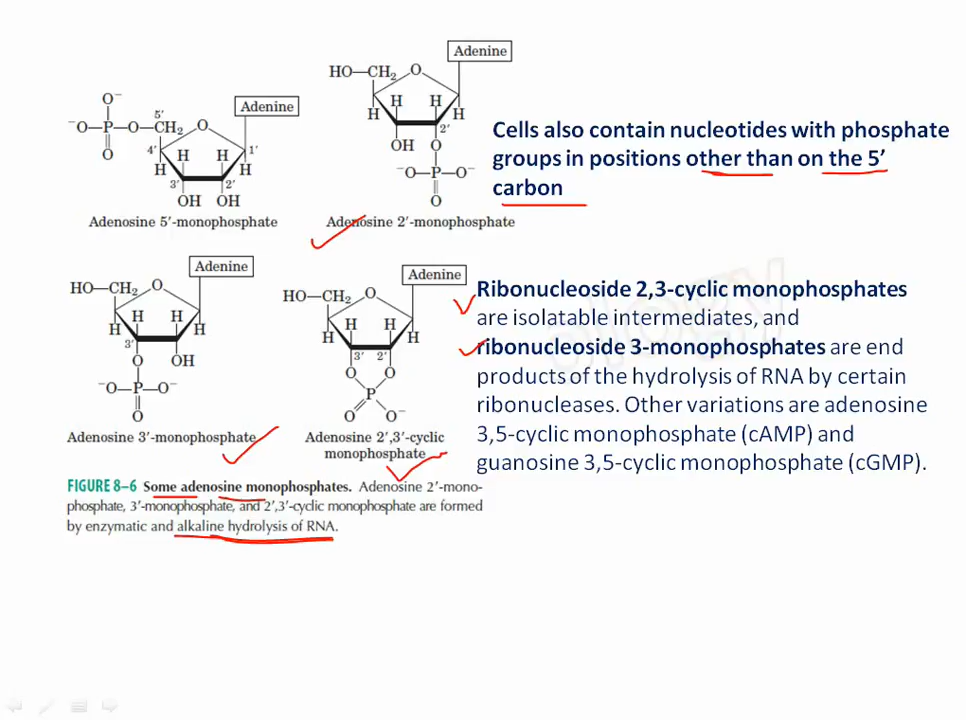 Adenine
HO—CH2 O
O−
Adenine
−O—P—O—CH2 O
5′
H H
H H
4′ 1′
2′
H H
OH O
O
H H
−O—P—O−
3′ 2′
OH OH
O
Adenosine 5′-monophosphate
Adenosine 2′-monophosphate
Cells also contain nucleotides with phosphate
groups in positions other than on the 5′
carbon
Adenine
HO—CH2 O
H H
H H
3′
O OH
−O—P—O−
O
Adenosine 3′-monophosphate
Adenine
HO—CH2 O
H H
H H
3′ 2′
O O
P
O O−
Adenosine 2′,3′-cyclic
monophosphate
Ribonucleoside 2,3-cyclic monophosphates
are isolatable intermediates, and
ribonucleoside 3-monophosphates are end
products of the hydrolysis of RNA by certain
ribonucleases. Other variations are adenosine
3,5-cyclic monophosphate (cAMP) and
guanosine 3,5-cyclic monophosphate (cGMP).
FIGURE 8–6 Some adenosine monophosphates. Adenosine 2′-mono-
phosphate, 3′-monophosphate, and 2′,3′-cyclic monophosphate are formed
by enzymatic and alkaline hydrolysis of RNA.